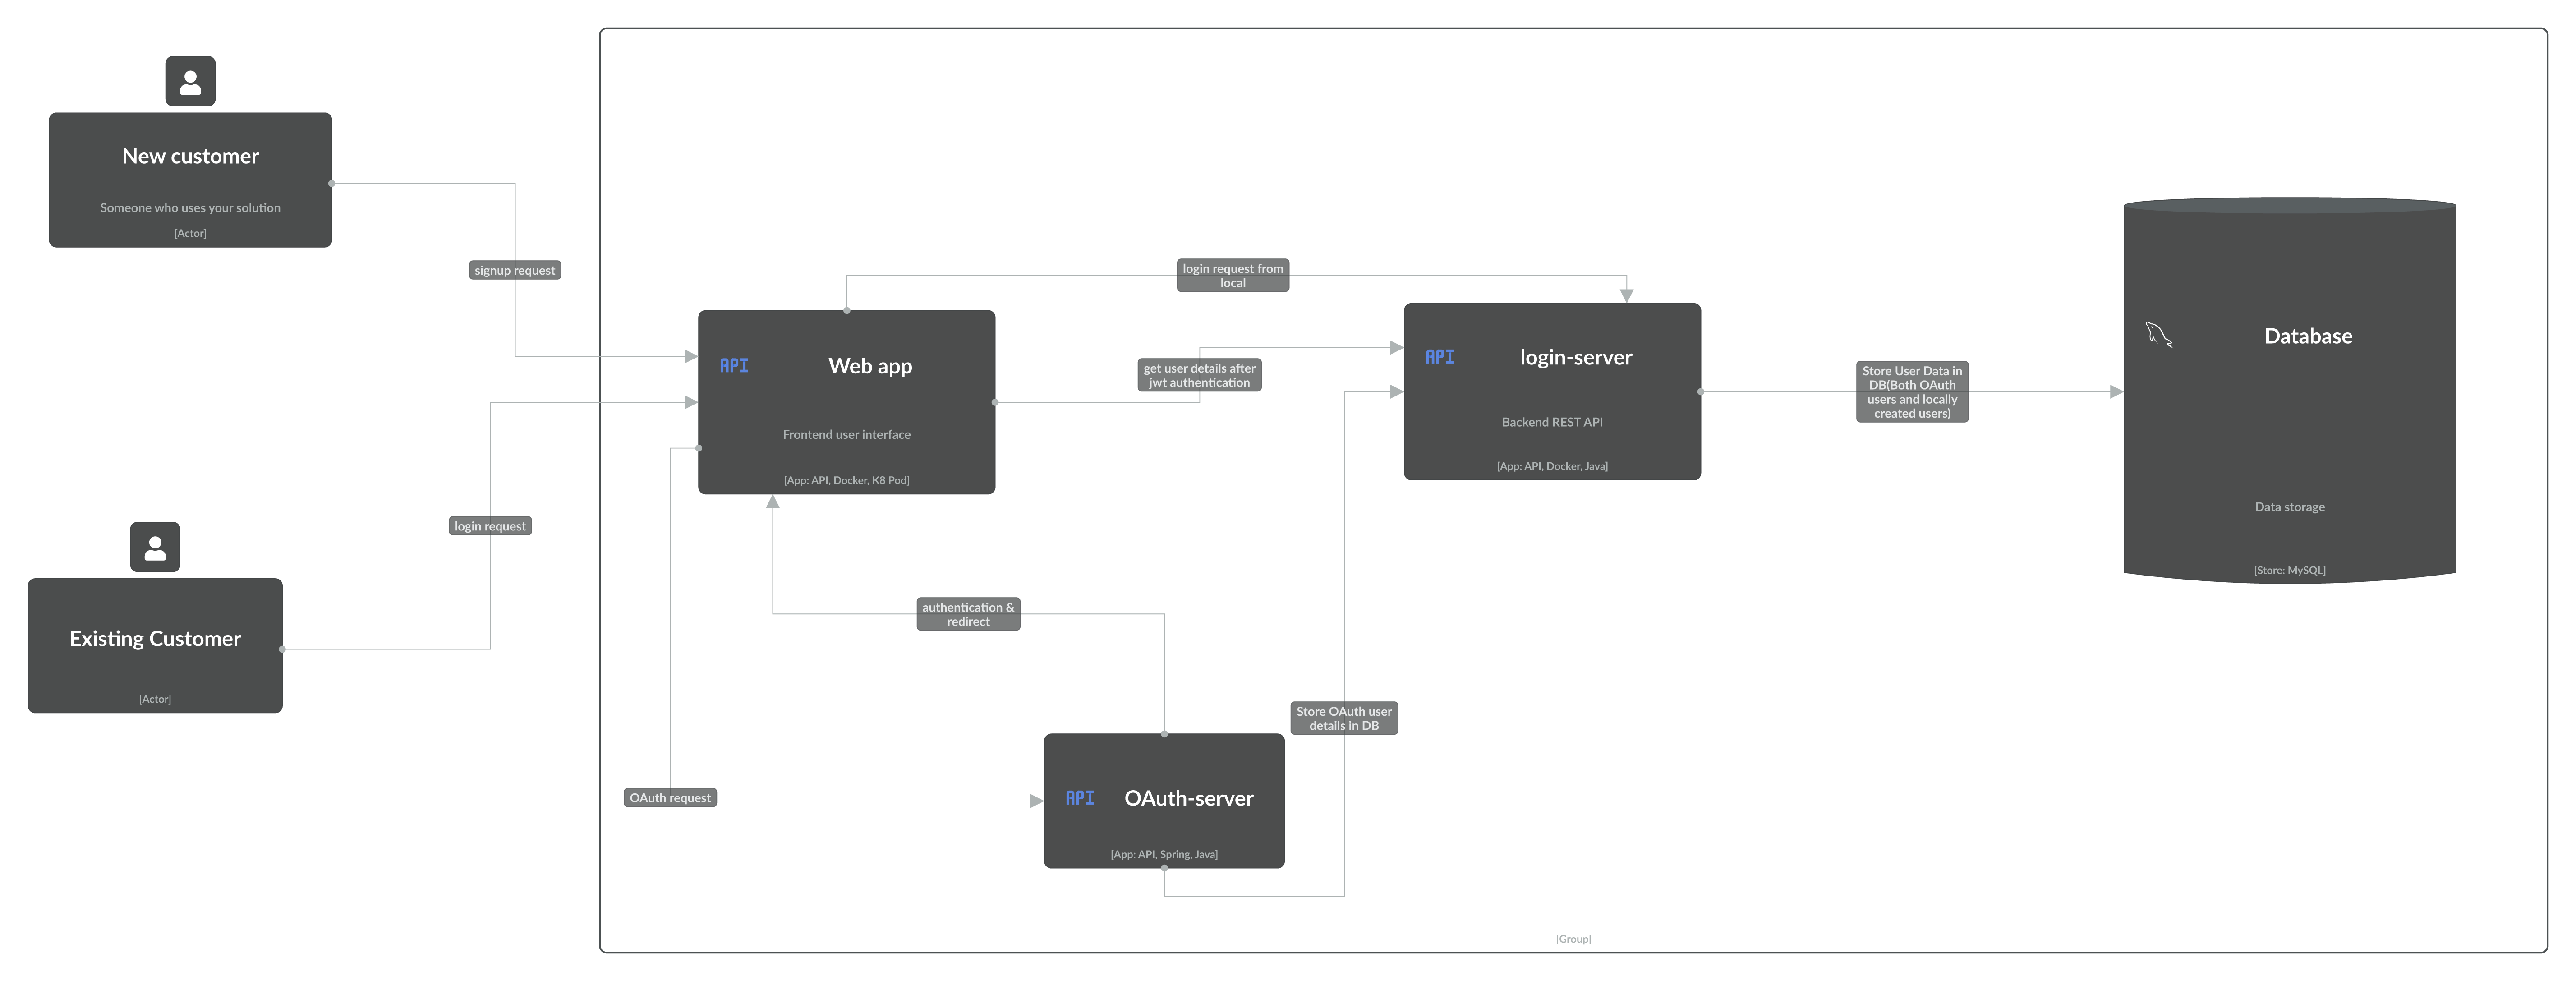 New customer
Someone who uses your solution
[Actor]
signup request
Existing Customer
[Actor]
login request
API
Web app
Frontend user interface
[App: API, Docker, K8 Pod]
login request from
local
get user details after
jwt authentication
API
login-server
Backend REST API
[App: API, Docker, Java]
Store User Data in
DB(Both OAuth
users and locally
created users)
Database
Data storage
[Store: MySQL]
authentication &
redirect
Store OAuth user
details in DB
OAuth request
API
OAuth-server
[App: API, Spring, Java]
[Group]